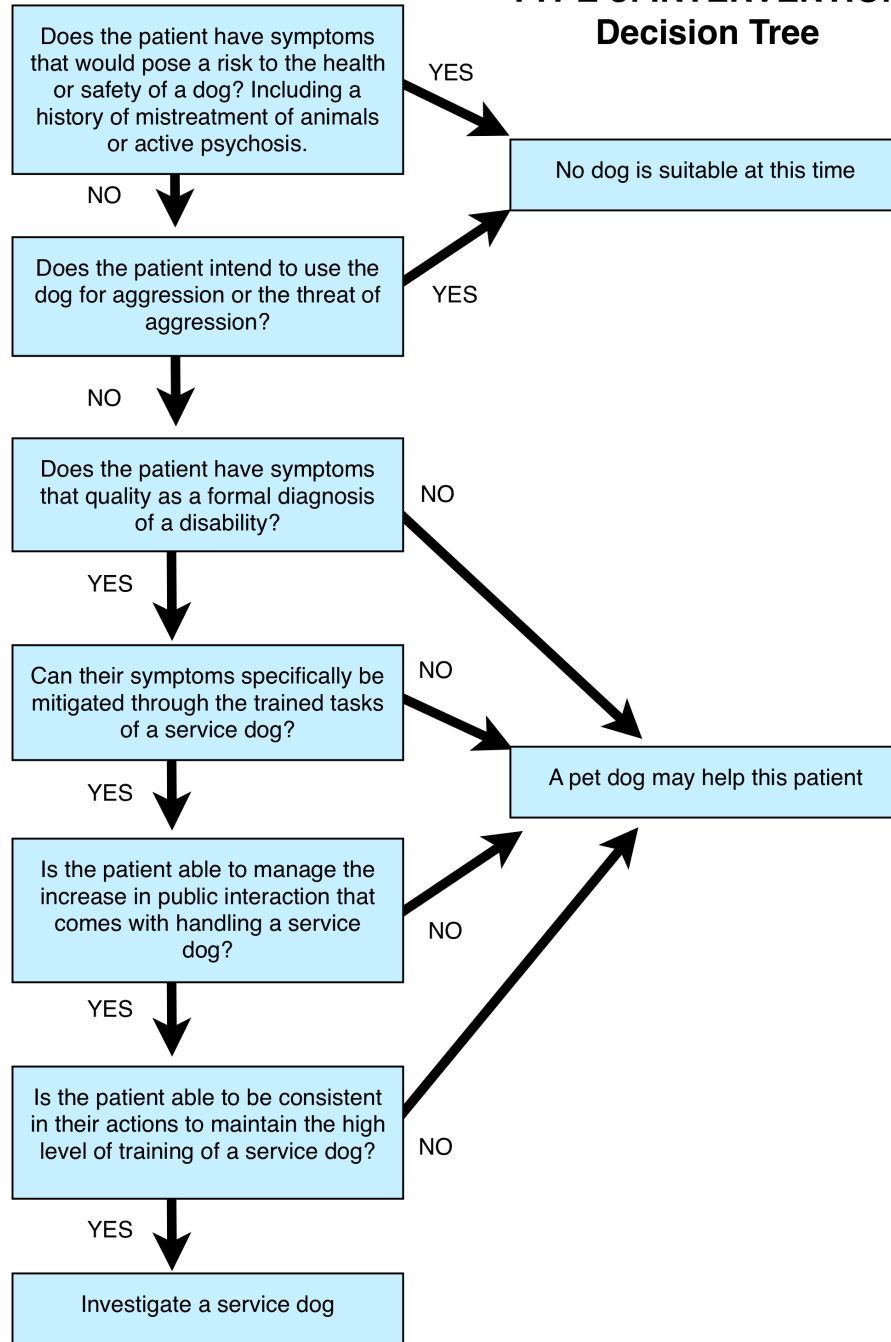 Decision Tree
Does the patient have symptoms
that would pose a risk to the health
or safety of a dog? Including a
history of mistreatment of animals
or active psychosis.
YES
No dog is suitable at this time
NO
Does the patient intend to use the
dog for aggression or the threat of
aggression?
YES
NO
Does the patient have symptoms
that quality as a formal diagnosis
of a disability?
NO
YES
Can their symptoms specifically be
mitigated through the trained tasks
of a service dog?
NO
A pet dog may help this patient
YES
Is the patient able to manage the
increase in public interaction that
comes with handling a service
dog?
NO
YES
Is the patient able to be consistent
in their actions to maintain the high
level of training of a service dog?
NO
YES
Investigate a service dog